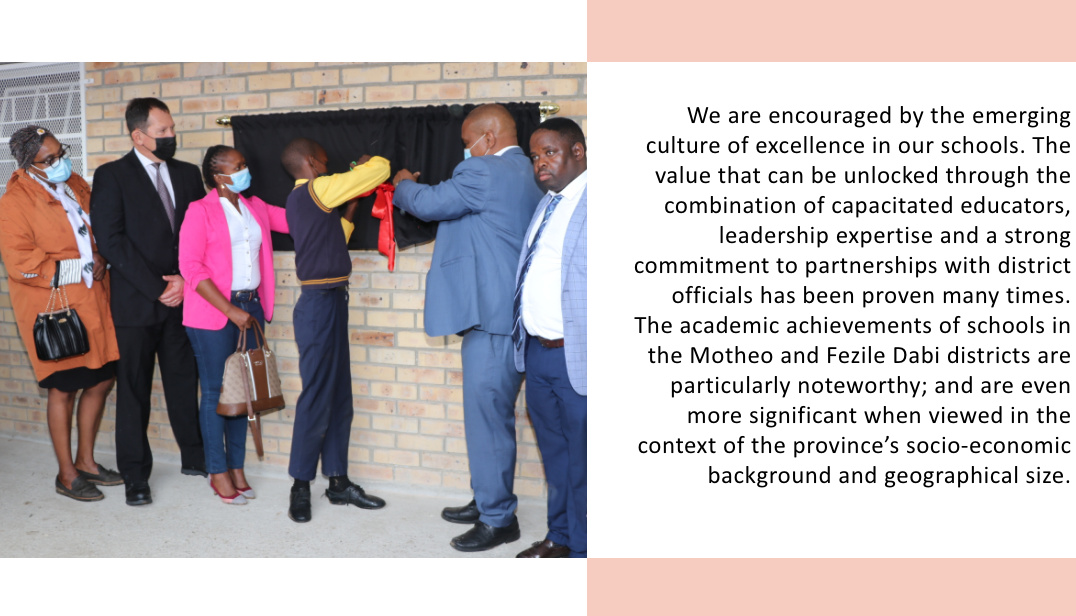 We are encouraged by the emerging
culture of excellence in our schools. The
value that can be unlocked through the
combination of capacitated educators,
leadership expertise and a strong
commitment to partnerships with district
officials has been proven many times.
The academic achievements of schools in
the Motheo and Fezile Dabi districts are
particularly noteworthy; and are even
more significant when viewed in the
context of the province’s socio-economic
background and geographical size.